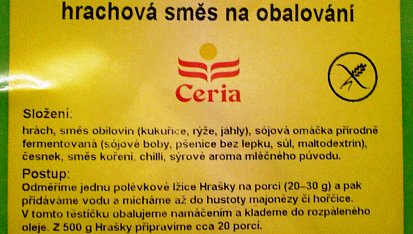 hrachová směs na obalování
Ceria
Složení:
hrách, směs obilovin (kukuřice, rýže, jahly), sójová omáčka přírodně
fermentovaná (sójové boby, pšenice bez lepku, sůl, maltodextrin),
česnek, směs koření, chilli, sýrové aroma mléčného původu.
Postup:
Odměříme jednu polévkové lžíce Hrašky na porci (20–30 g) a pak
přidáváme vodu a micháme až do hustoty majonézy či hořčice.
V tomto těstíčku obalujeme namáčením a klademe do rozpáleného
oleje. Z 500 g Hrašky připravíme cca 20 porcí.